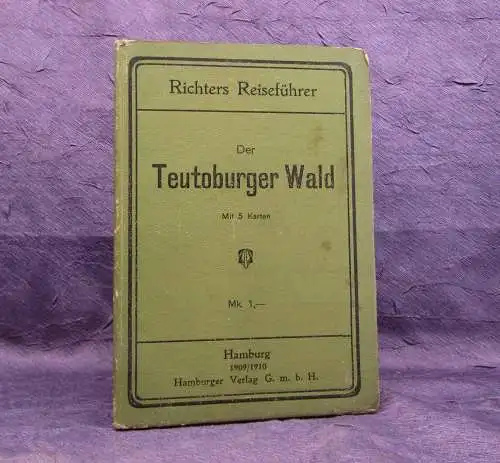 Richters Reiseführer
Der
Teutoburger Wald
Mit 5 Karten
Mk. 1,—
Hamburg
1909/1910
Hamburger Verlag G. m. b. H.